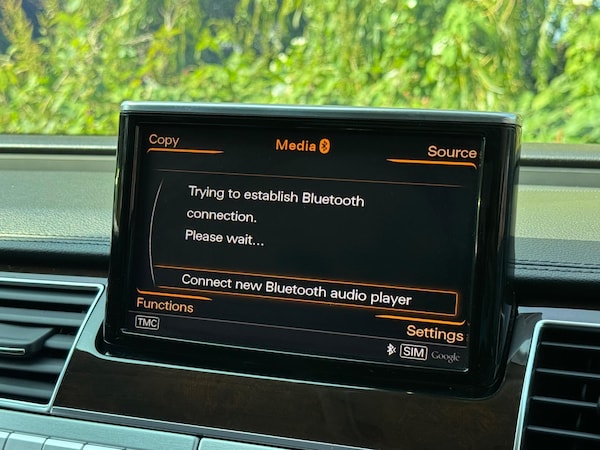 Copy
Media
Source
Trying to establish Bluetooth
connection.
Please wait...
Connect new Bluetooth audio player
Functions
Settings
TMC
SIM Google